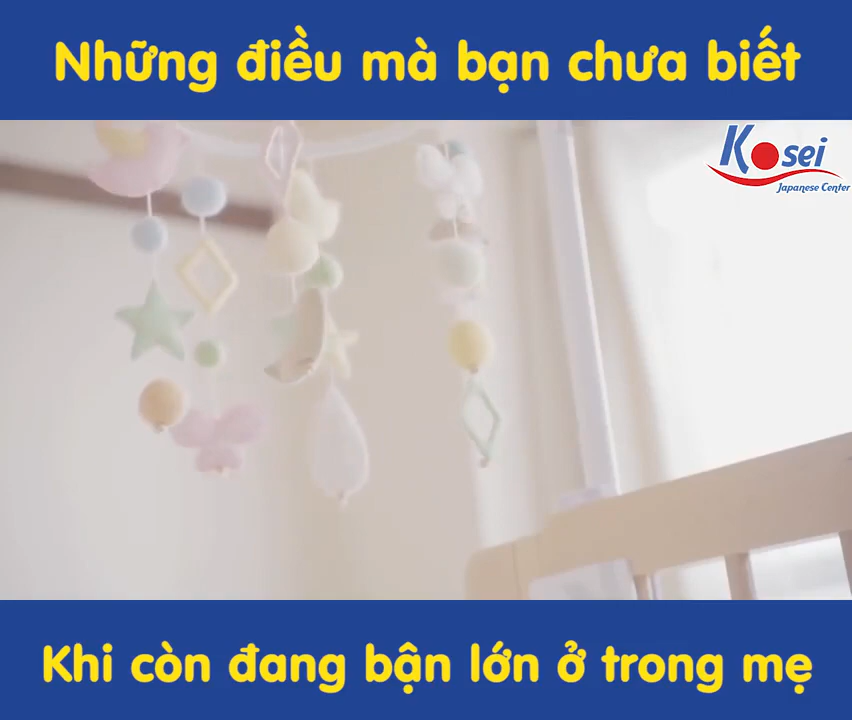 Những điều mà bạn chưa biết
Kosei
Japanese Center
Khi còn đang bận lớn ở trong mẹ